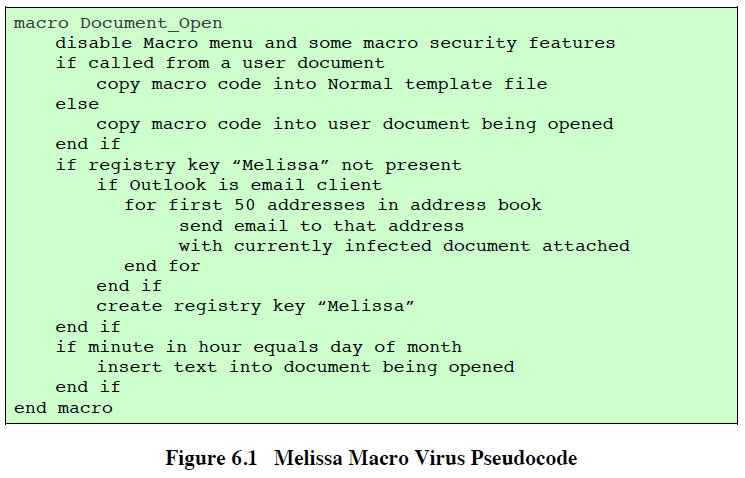 macro Document_Open
disable Macro menu and some macro security features
if called from a user document
copy macro code into Normal template file
else
copy macro code into user document being opened
end if
if registry key “Melissa” not present
if Outlook is email client
for first 50 addresses in address book
send email to that address
with currently infected document attached
end for
end if
create registry key “Melissa”
end if
if minute in hour equals day of month
insert text into document being opened
end if
end macro
Figure 6.1 Melissa Macro Virus Pseudocode